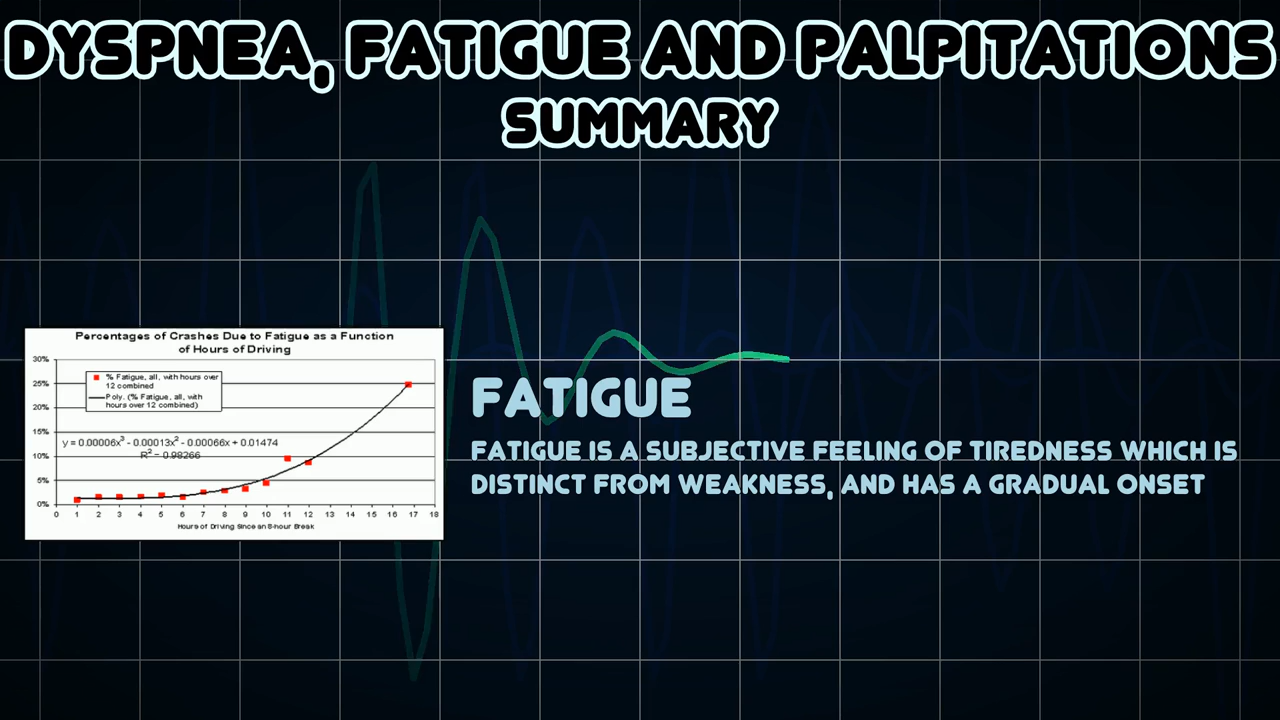 DYSPNEA, FATIGUE AND PALPITATIONS
SUMMARY
Percentages of Crashes Due to Fatigue as a Function
of Hours of Driving
30%
25%
20%
15%
10%
5%
0%
% Fatigue, all, with hours over
12 combined
Poly. (% Fatigue, all, with
hours over 12 combined)
y = 0.00006x³ - 0.00013x² - 0.00066x + 0.01474
R² = 0.98266
0 1 2 3 4 5 6 7 8 9 10 11 12 13 14 15 16 17 18
Hours of Driving Since an 8-hour Break
FATIGUE
FATIGUE IS A SUBJECTIVE FEELING OF TIREDNESS WHICH IS
DISTINCT FROM WEAKNESS, AND HAS A GRADUAL ONSET